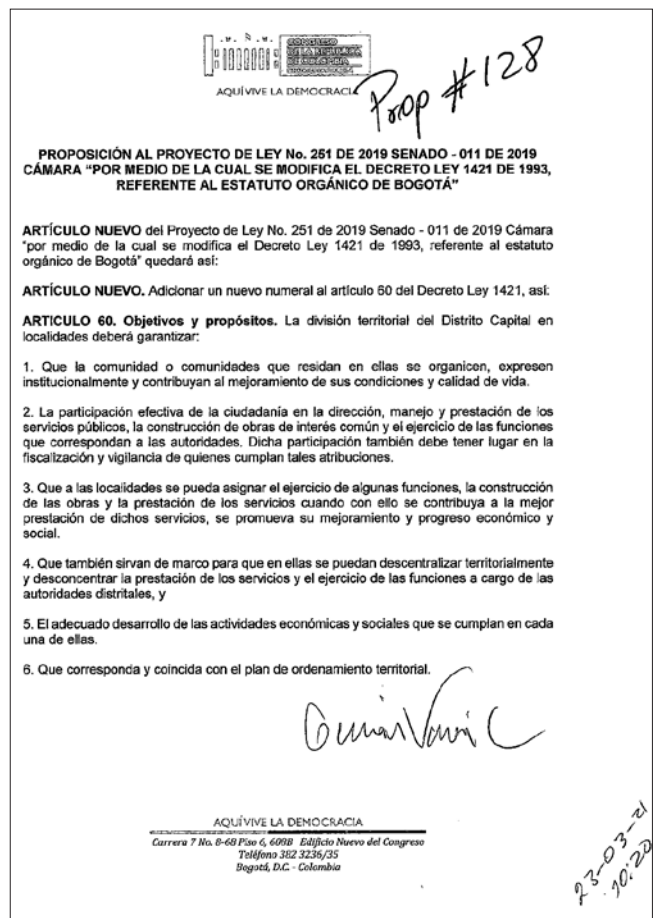 CONGRESO
DE LA REPÚBLICA
DE COLOMBIA
AQUÍ VIVE LA DEMOCRACIA
Prop #128
PROPOSICIÓN AL PROYECTO DE LEY No. 251 DE 2019 SENADO - 011 DE 2019
CÁMARA “POR MEDIO DE LA CUAL SE MODIFICA EL DECRETO LEY 1421 DE 1993,
REFERENTE AL ESTATUTO ORGÁNICO DE BOGOTÁ”
ARTÍCULO NUEVO del Proyecto de Ley No. 251 de 2019 Senado - 011 de 2019 Cámara
“por medio de la cual se modifica el Decreto Ley 1421 de 1993, referente al estatuto
orgánico de Bogotá” quedará así:
ARTÍCULO NUEVO. Adicionar un nuevo numeral al artículo 60 del Decreto Ley 1421, así:
ARTICULO 60. Objetivos y propósitos. La división territorial del Distrito Capital en
localidades deberá garantizar:
1. Que la comunidad o comunidades que residan en ellas se organicen, expresen
institucionalmente y contribuyan al mejoramiento de sus condiciones y calidad de vida.
2. La participación efectiva de la ciudadanía en la dirección, manejo y prestación de los
servicios públicos, la construcción de obras de interés común y el ejercicio de las funciones
que correspondan a las autoridades. Dicha participación también debe tener lugar en la
fiscalización y vigilancia de quienes cumplan tales atribuciones.
3. Que a las localidades se pueda asignar el ejercicio de algunas funciones, la construcción
de las obras y la prestación de los servicios cuando con ello se contribuya a la mejor
prestación de dichos servicios, se promueva su mejoramiento y progreso económico y
social.
4. Que también sirvan de marco para que en ellas se puedan descentralizar territorialmente
y desconcentrar la prestación de los servicios y el ejercicio de las funciones a cargo de las
autoridades distritales, y
5. El adecuado desarrollo de las actividades económicas y sociales que se cumplan en cada
una de ellas.
6. Que corresponda y coincida con el plan de ordenamiento territorial.
AQUÍ VIVE LA DEMOCRACIA
Carrera 7 No. 8-68 Piso 6, 608B Edificio Nuevo del Congreso
Teléfono 382 3236/35
Bogotá, D.C. - Colombia
23-03-21
10:20